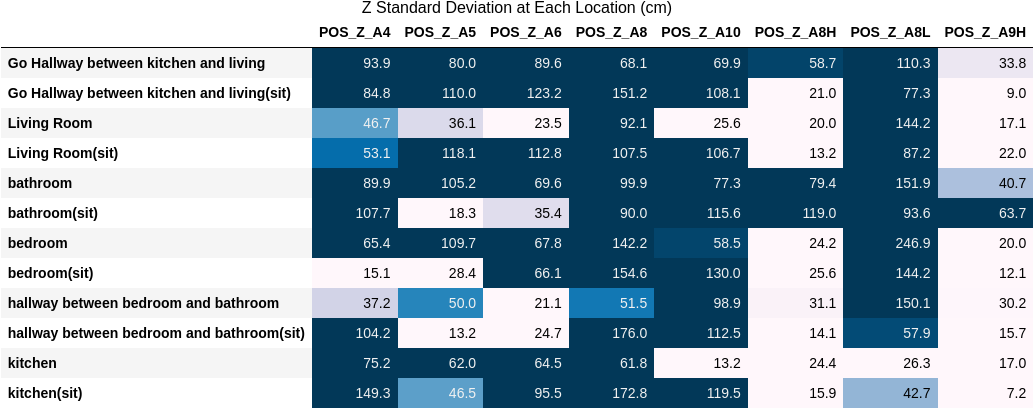 Z Standard Deviation at Each Location (cm)
POS_Z_A4 POS_Z_A5 POS_Z_A6 POS_Z_A8 POS_Z_A10 POS_Z_A8H POS_Z_A8L POS_Z_A9H
Go Hallway between kitchen and living 93.9 80.0 89.6 68.1 69.9 58.7 110.3 33.8
Go Hallway between kitchen and living(sit) 84.8 110.0 123.2 151.2 108.1 21.0 77.3 9.0
Living Room 46.7 36.1 23.5 92.1 25.6 20.0 144.2 17.1
Living Room(sit) 53.1 118.1 112.8 107.5 106.7 13.2 87.2 22.0
bathroom 89.9 105.2 69.6 99.9 77.3 79.4 151.9 40.7
bathroom(sit) 107.7 18.3 35.4 90.0 115.6 119.0 93.6 63.7
bedroom 65.4 109.7 67.8 142.2 58.5 24.2 246.9 20.0
bedroom(sit) 15.1 28.4 66.1 154.6 130.0 25.6 144.2 12.1
hallway between bedroom and bathroom 37.2 50.0 21.1 51.5 98.9 31.1 150.1 30.2
hallway between bedroom and bathroom(sit) 104.2 13.2 24.7 176.0 112.5 14.1 57.9 15.7
kitchen 75.2 62.0 64.5 61.8 13.2 24.4 26.3 17.0
kitchen(sit) 149.3 46.5 95.5 172.8 119.5 15.9 42.7 7.2